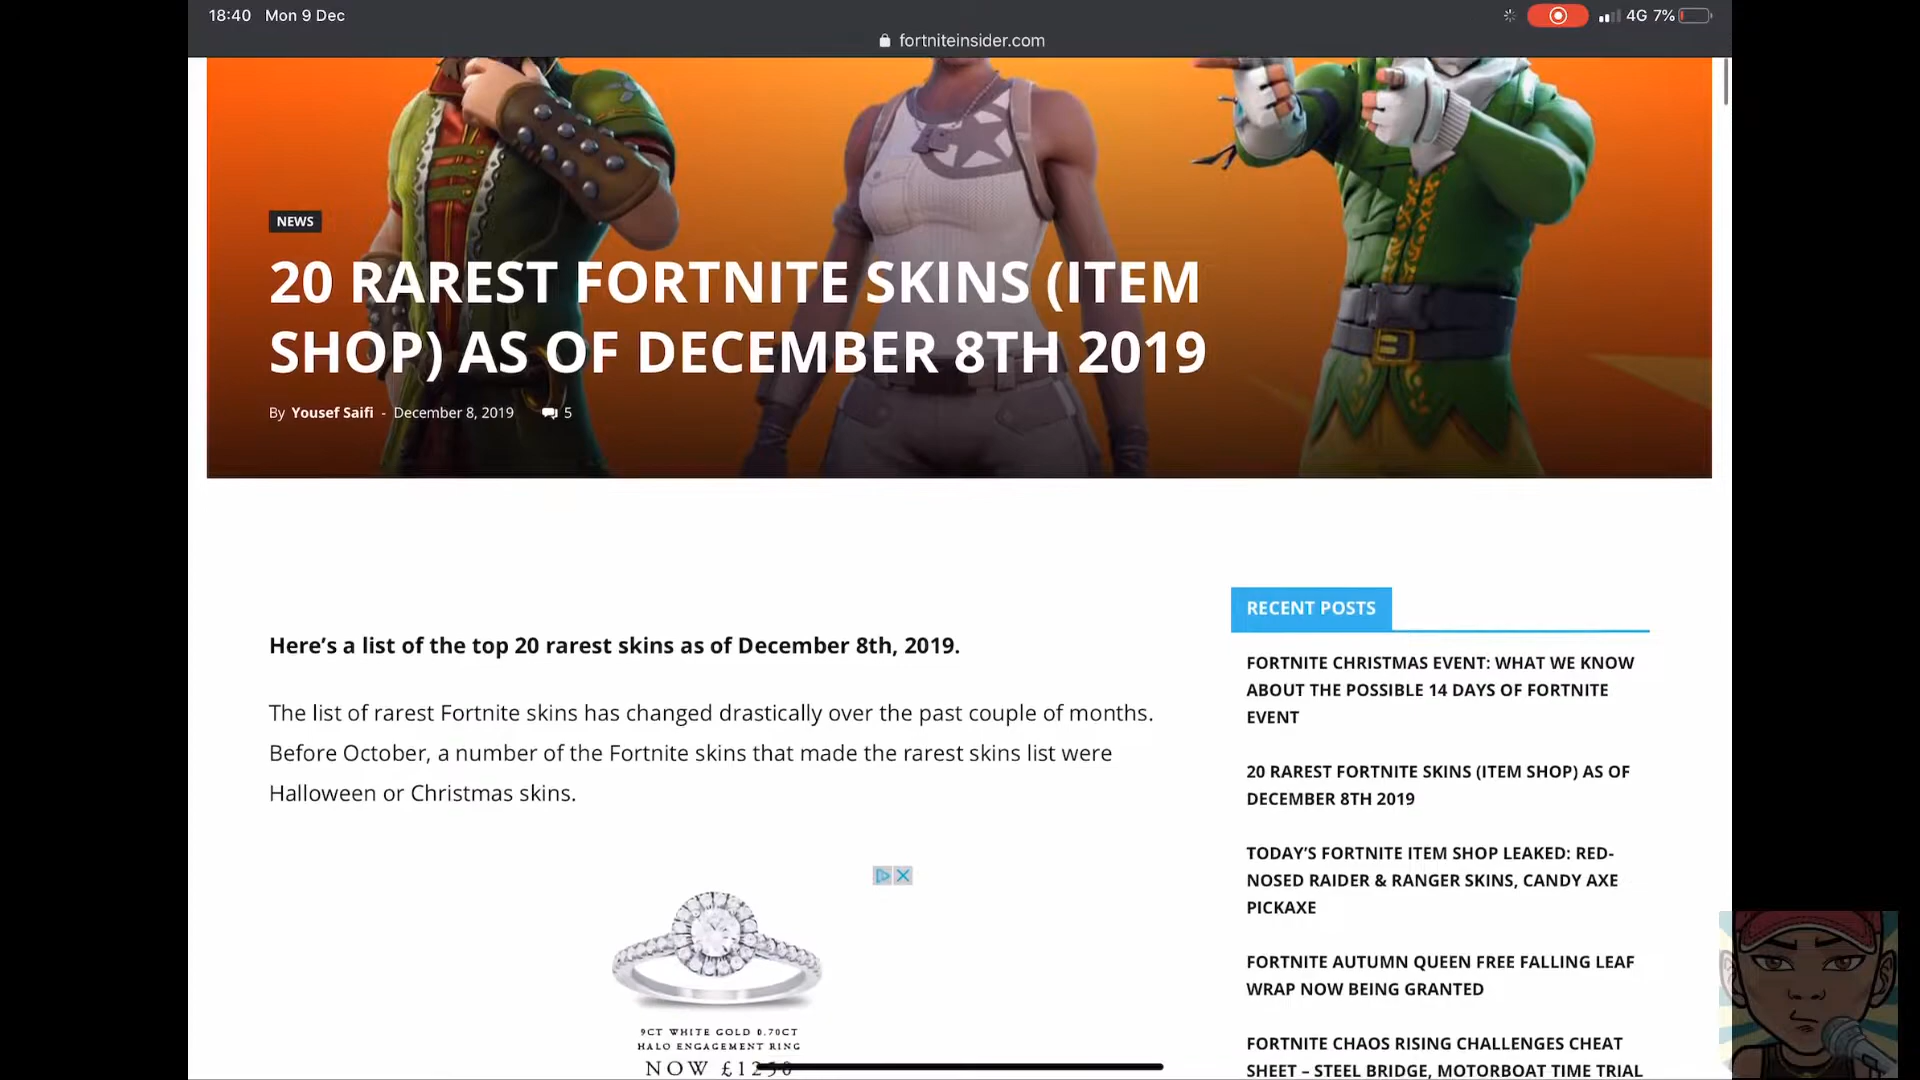 18:40 Mon 9 Dec
4G 7%
fortniteinsider.com
NEWS
20 RAREST FORTNITE SKINS (ITEM
SHOP) AS OF DECEMBER 8TH 2019
By Yousef Saifi - December 8, 2019 5
Here’s a list of the top 20 rarest skins as of December 8th, 2019.
The list of rarest Fortnite skins has changed drastically over the past couple of months.
Before October, a number of the Fortnite skins that made the rarest skins list were
Halloween or Christmas skins.
9CT WHITE GOLD 0.70CT
HALO ENGAGEMENT RING
NOW £1250
RECENT POSTS
FORTNITE CHRISTMAS EVENT: WHAT WE KNOW
ABOUT THE POSSIBLE 14 DAYS OF FORTNITE
EVENT
20 RAREST FORTNITE SKINS (ITEM SHOP) AS OF
DECEMBER 8TH 2019
TODAY’S FORTNITE ITEM SHOP LEAKED: RED-
NOSED RAIDER & RANGER SKINS, CANDY AXE
PICKAXE
FORTNITE AUTUMN QUEEN FREE FALLING LEAF
WRAP NOW BEING GRANTED
FORTNITE CHAOS RISING CHALLENGES CHEAT
SHEET – STEEL BRIDGE, MOTORBOAT TIME TRIAL